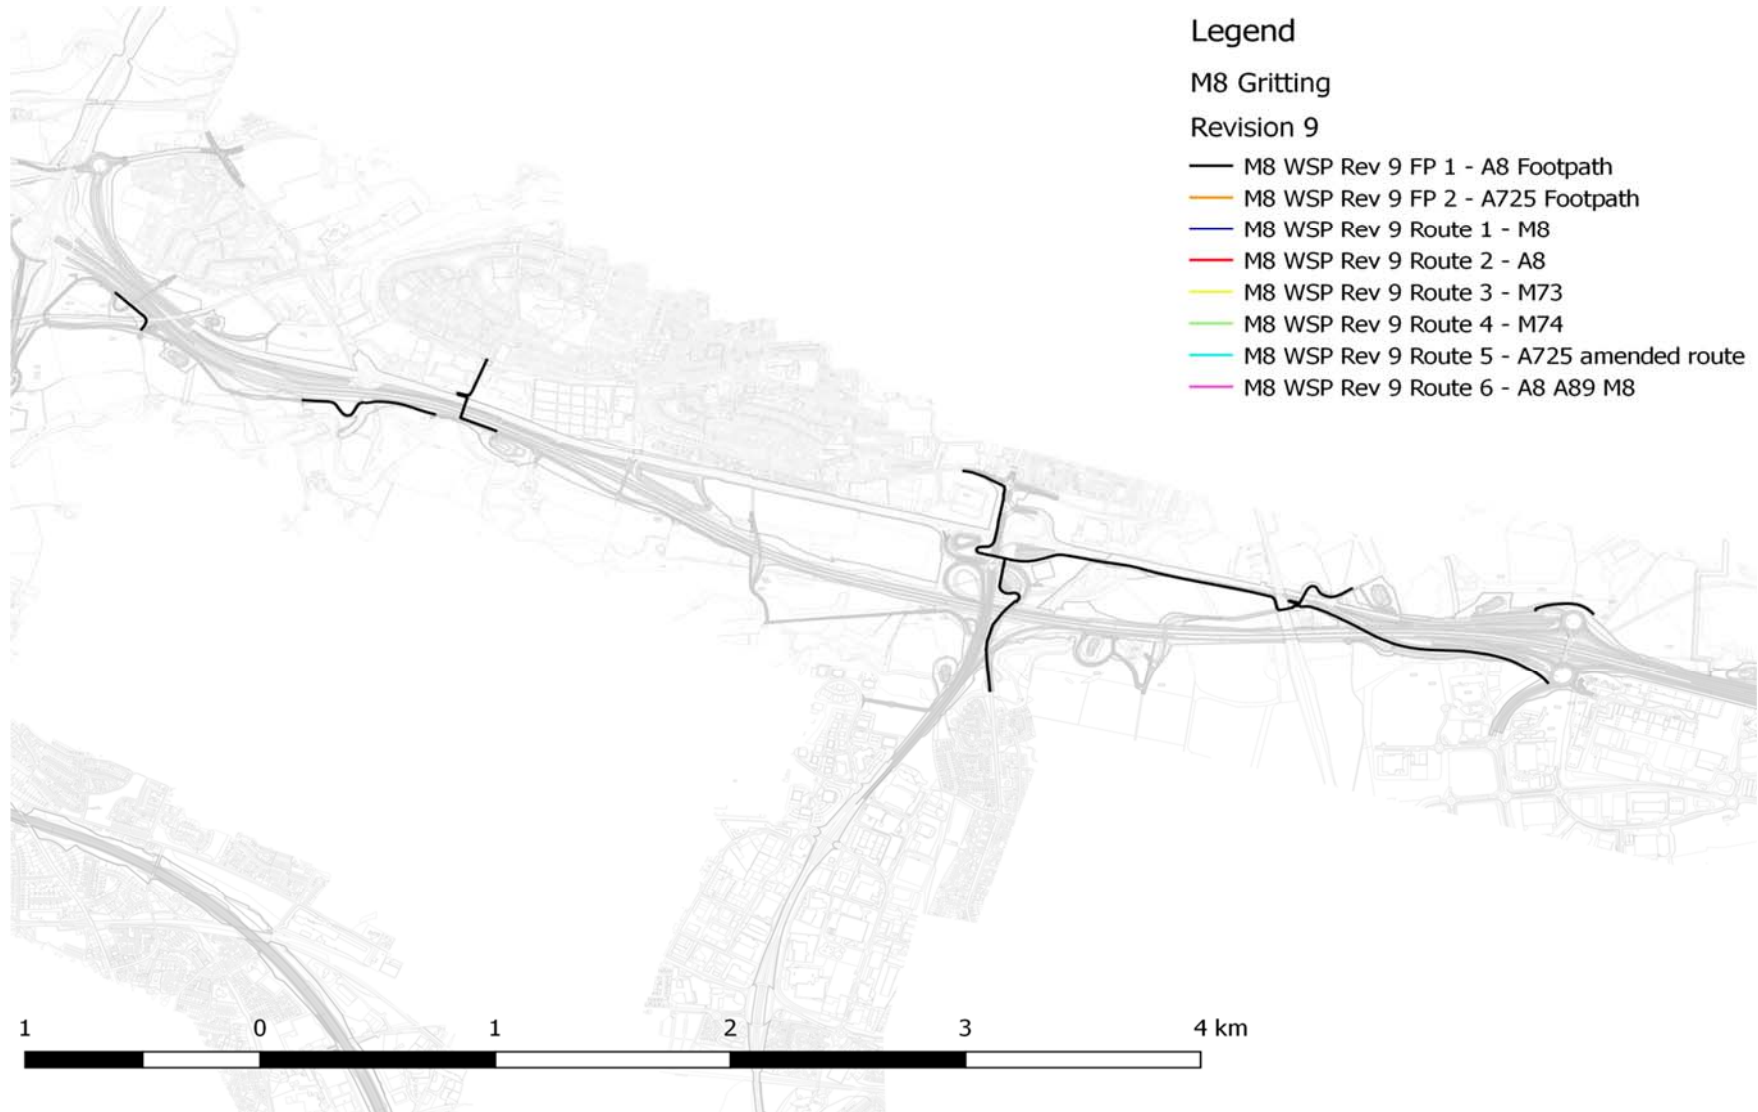 Legend
M8 Gritting
Revision 9
M8 WSP Rev 9 FP 1 - A8 Footpath
M8 WSP Rev 9 FP 2 - A725 Footpath
M8 WSP Rev 9 Route 1 - M8
M8 WSP Rev 9 Route 2 - A8
M8 WSP Rev 9 Route 3 - M73
M8 WSP Rev 9 Route 4 - M74
M8 WSP Rev 9 Route 5 - A725 amended route
M8 WSP Rev 9 Route 6 - A8 A89 M8
1 0 1 2 3 4 km